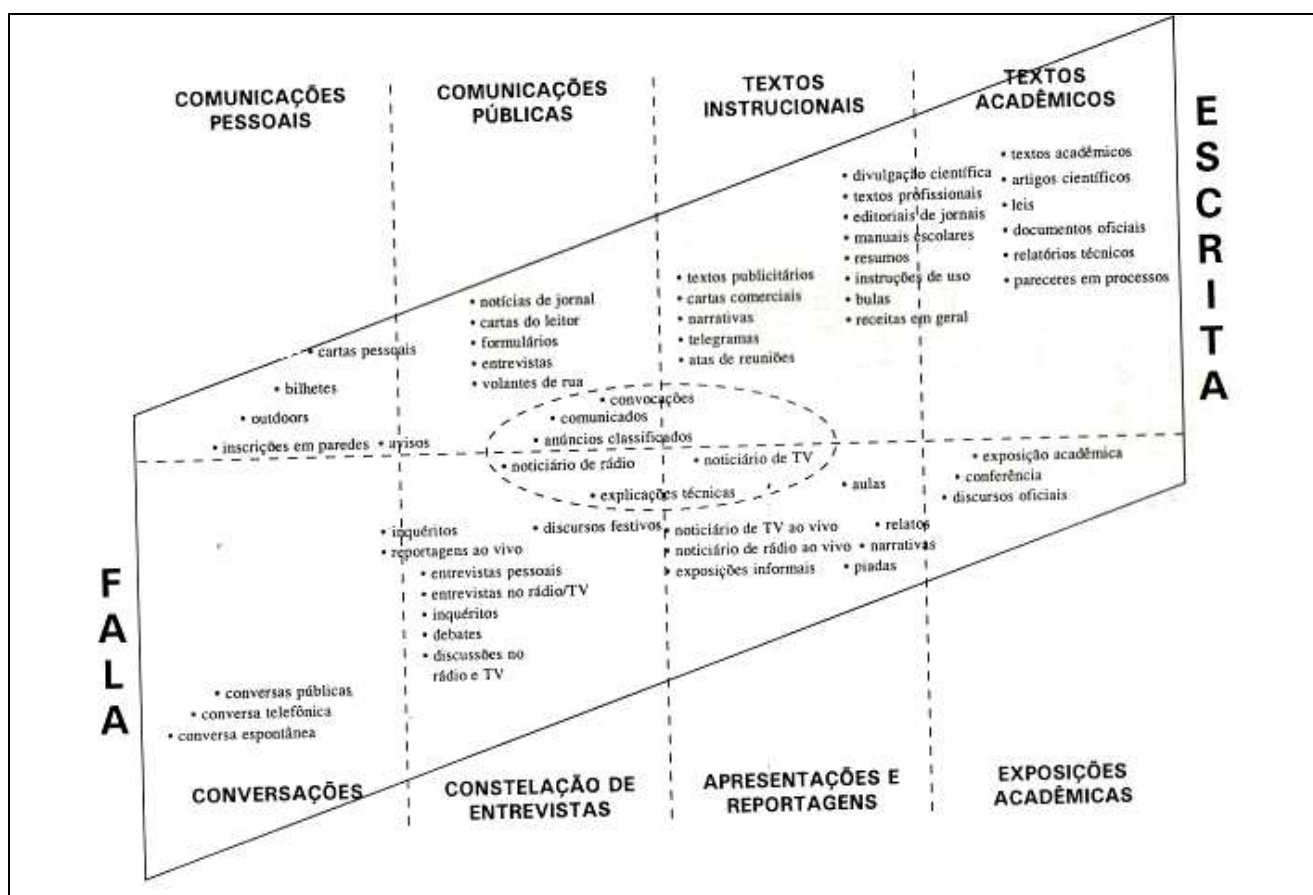 COMUNICAÇÕES
PESSOAIS
COMUNICAÇÕES
PÚBLICAS
TEXTOS
INSTRUCIONAIS
TEXTOS
ACADÊMICOS
E
S
C
R
I
T
A
• cartas pessoais
• bilhetes
• outdoors
• inscrições em paredes
• avisos
• notícias de jornal
• cartas do leitor
• formulários
• entrevistas
• volantes de rua
• convocações
• comunicados
• anúncios classificados
• textos publicitários
• cartas comerciais
• narrativas
• telegramas
• atas de reuniões
• divulgação científica
• textos profissionais
• editoriais de jornais
• manuais escolares
• resumos
• instruções de uso
• bulas
• receitas em geral
• textos acadêmicos
• artigos científicos
• leis
• documentos oficiais
• relatórios técnicos
• pareceres em processos
• noticiário de rádio
• noticiário de TV
• explicações técnicas
F
A
L
A
• conversas públicas
• conversa telefônica
• conversa espontânea
• inquéritos
• reportagens ao vivo
• entrevistas pessoais
• entrevistas no rádio/TV
• inquéritos
• debates
• discussões no
rádio e TV
• discursos festivos
• noticiário de TV ao vivo
• noticiário de rádio ao vivo
• exposições informais
• aulas
• relatos
• narrativas
• piadas
• exposição acadêmica
• conferência
• discursos oficiais
CONVERSAÇÕES
CONSTELAÇÃO DE
ENTREVISTAS
APRESENTAÇÕES E
REPORTAGENS
EXPOSIÇÕES
ACADÊMICAS